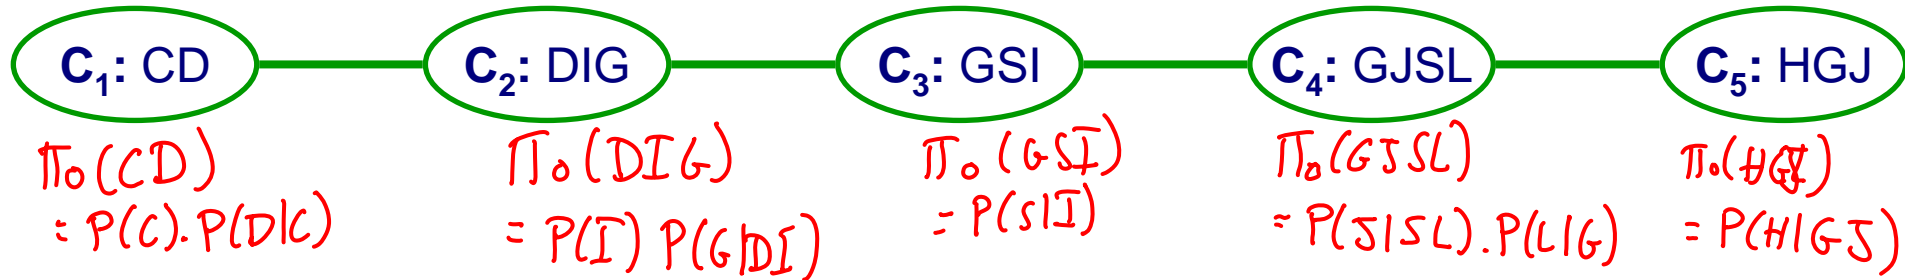 C₁: CD
C₂: DIG
C₃: GSI
C₄: GJSL
C₅: HGJ
π₀(CD)
= P(C).P(D|C)
π₀(DIG)
= P(I) P(G|DI)
π₀(GSI)
= P(S|I)
π₀(GJSL)
= P(J|SL).P(L|G)
π₀(HGJ)
= P(H|GJ)